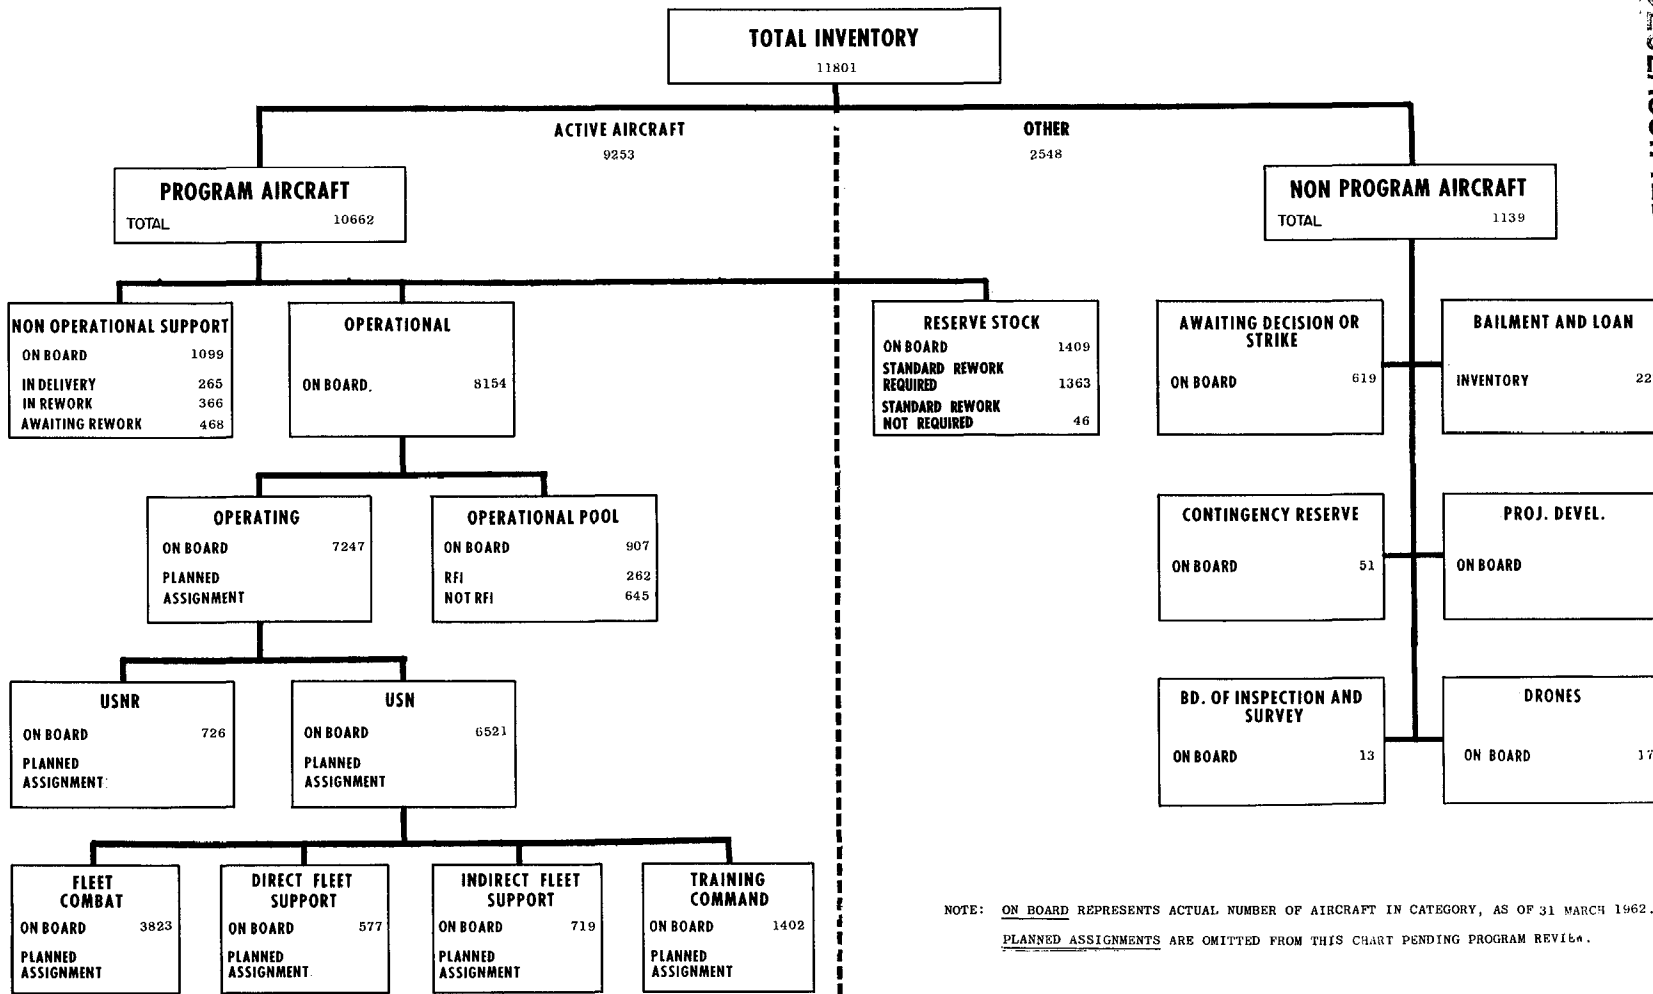 TOTAL INVENTORY
11801
ACTIVE AIRCRAFT
9253
OTHER
2548
PROGRAM AIRCRAFT
TOTAL 10662
NON PROGRAM AIRCRAFT
TOTAL 1139
NON OPERATIONAL SUPPORT
ON BOARD 1099
IN DELIVERY 265
IN REWORK 366
AWAITING REWORK 468
OPERATIONAL
ON BOARD. 8154
RESERVE STOCK
ON BOARD 1409
STANDARD REWORK
REQUIRED 1363
STANDARD REWORK
NOT REQUIRED 46
AWAITING DECISION OR
STRIKE
ON BOARD 619
BAILMENT AND LOAN
INVENTORY 22
OPERATING
ON BOARD 7247
PLANNED
ASSIGNMENT
OPERATIONAL POOL
ON BOARD 907
RFI 262
NOT RFI 645
CONTINGENCY RESERVE
ON BOARD 51
PROJ. DEVEL.
ON BOARD
USNR
ON BOARD 726
PLANNED
ASSIGNMENT
USN
ON BOARD 6521
PLANNED
ASSIGNMENT
BD. OF INSPECTION AND
SURVEY
ON BOARD 13
DRONES
ON BOARD 17
FLEET
COMBAT
ON BOARD 3823
PLANNED
ASSIGNMENT
DIRECT FLEET
SUPPORT
ON BOARD 577
PLANNED
ASSIGNMENT
INDIRECT FLEET
SUPPORT
ON BOARD 719
PLANNED
ASSIGNMENT
TRAINING
COMMAND
ON BOARD 1402
PLANNED
ASSIGNMENT
NOTE: ON BOARD REPRESENTS ACTUAL NUMBER OF AIRCRAFT IN CATEGORY, AS OF 31 MARCH 1962.
PLANNED ASSIGNMENTS ARE OMITTED FROM THIS CHART PENDING PROGRAM REVIEW.